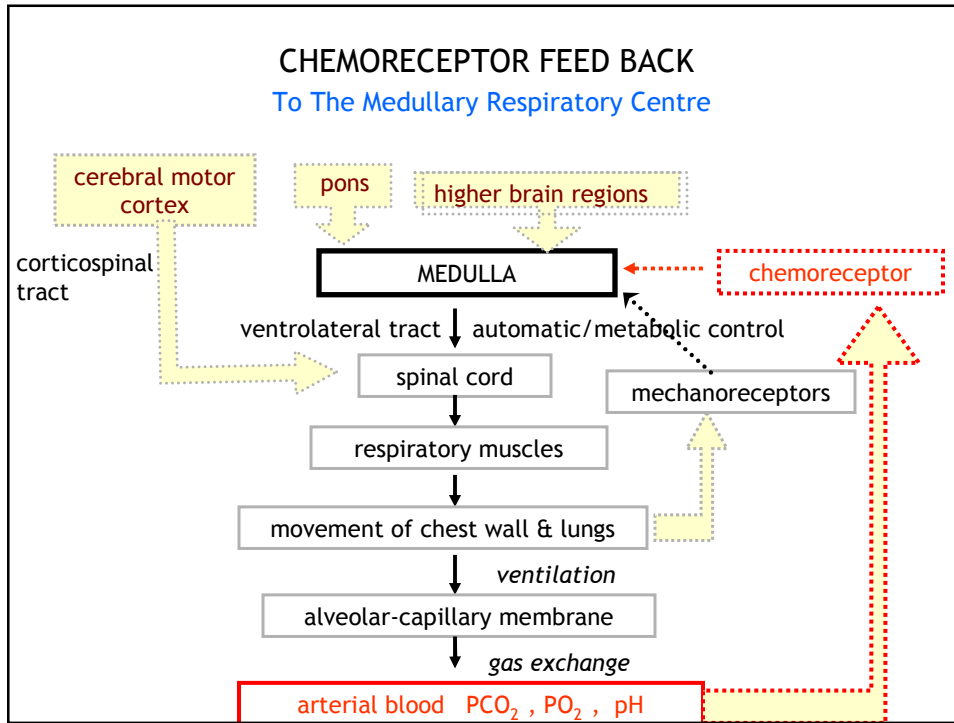 CHEMORECEPTOR FEED BACK
To The Medullary Respiratory Centre
cerebral motor
cortex
pons
higher brain regions
corticospinal
tract
MEDULLA
chemoreceptor
ventrolateral tract
automatic/metabolic control
spinal cord
mechanoreceptors
respiratory muscles
movement of chest wall & lungs
ventilation
alveolar-capillary membrane
gas exchange
arterial blood PCO₂ , PO₂ , pH